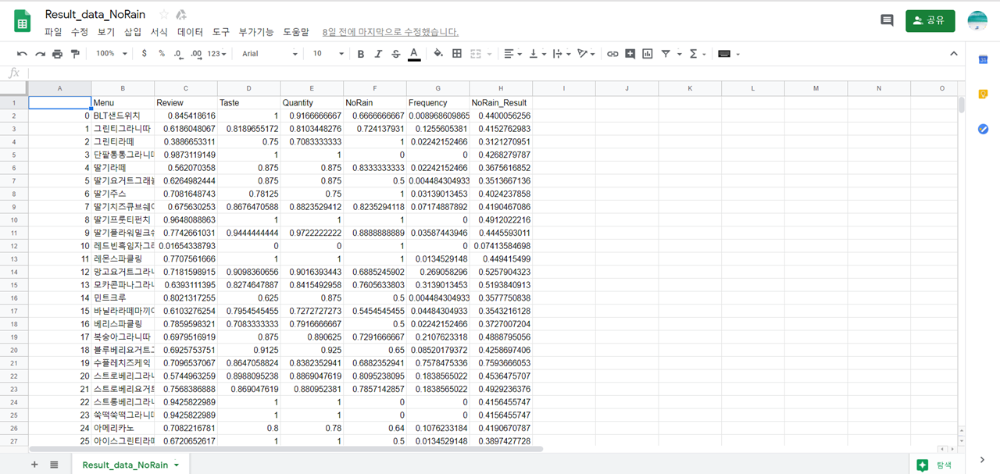 Result_data_NoRain
파일 수정 보기 삽입 서식 데이터 도구 부가기능 도움말 8일 전에 마지막으로 수정했습니다.
공유
100% $ % .0 .00 123 Arial 10 B I S A Σ
fx
A B C D E F G H I J K L M N O
1 Menu Review Taste Quantity NoRain Frequency NoRain_Result
2 0 BLT샌드위치 0.845418616 1 0.9166666667 0.6666666667 0.008968609865 0.4400056256
3 1 그린티그라니따 0.6186048067 0.8189655172 0.8103448276 0.724137931 0.1255605381 0.4152762983
4 2 그린티라떼 0.3886653311 0.75 0.7083333333 1 0.02242152466 0.3121270951
5 3 단팥통통그라니따 0.9873119149 1 1 0 0 0.4268279787
6 4 딸기라떼 0.562070358 0.875 0.875 0.8333333333 0.02242152466 0.3675616852
7 5 딸기요거트그래 0.6264982444 0.875 0.875 0.5 0.004484304933 0.3513667136
8 6 딸기주스 0.7081648743 0.78125 0.75 1 0.03139013453 0.4024237858
9 7 딸기치즈큐브쉐 0.675630253 0.8676470588 0.8823529412 0.8235294118 0.07174887892 0.4190467086
10 8 딸기프룻티펀치 0.9648088863 1 1 1 0 0.4912022216
11 9 딸기플라워밀크 0.7742661031 0.9444444444 0.9722222222 0.8888888889 0.03587443946 0.4445593011
12 10 레드빈흑임자그라 0.01654338793 0 0 1 0 0.07413584698
13 11 레몬스파클링 0.7707561666 1 1 1 0.0134529148 0.449415499
14 12 망고요거트그라니 0.7181598915 0.9098360656 0.9016393443 0.6885245902 0.269058296 0.5257904323
15 13 모카콘파나그라니 0.6393111395 0.8274647887 0.8415492958 0.7605633803 0.3139013453 0.5193840913
16 14 민트크루 0.8021317255 0.625 0.875 0.5 0.004484304933 0.3577750838
17 15 바닐라라떼마끼아 0.6103276254 0.7954545455 0.7272727273 0.5454545455 0.04484304933 0.3543216128
18 16 베리스파클링 0.7859598321 0.7083333333 0.7916666667 0.5 0.02242152466 0.3727007204
19 17 복숭아그라니따 0.6979516919 0.875 0.890625 0.7291666667 0.2107623318 0.4888795056
20 18 블루베리요거트그 0.6925753751 0.9125 0.925 0.65 0.08520179372 0.4258697406
21 19 수플레치즈케익 0.7096537067 0.8647058824 0.8382352941 0.6882352941 0.7578475336 0.7593666053
22 20 스트로베리그라니 0.5744963259 0.8988095238 0.8869047619 0.8095238095 0.1838565022 0.4536475707
23 21 스트로베리요거트 0.7568386888 0.869047619 0.880952381 0.7857142857 0.1838565022 0.4929236376
24 22 스트롱베리그라니 0.9425822989 1 1 0 0 0.4156455747
25 23 쑥떡쑥떡그라니따 0.9425822989 1 1 0 0 0.4156455747
26 24 아메리카노 0.7082216781 0.8 0.78 0.64 0.1076233184 0.4190670787
27 25 아이스그린티라떼 0.6720652617 1 1 0.5 0.0134529148 0.3897427728
Result_data_NoRain
탐색